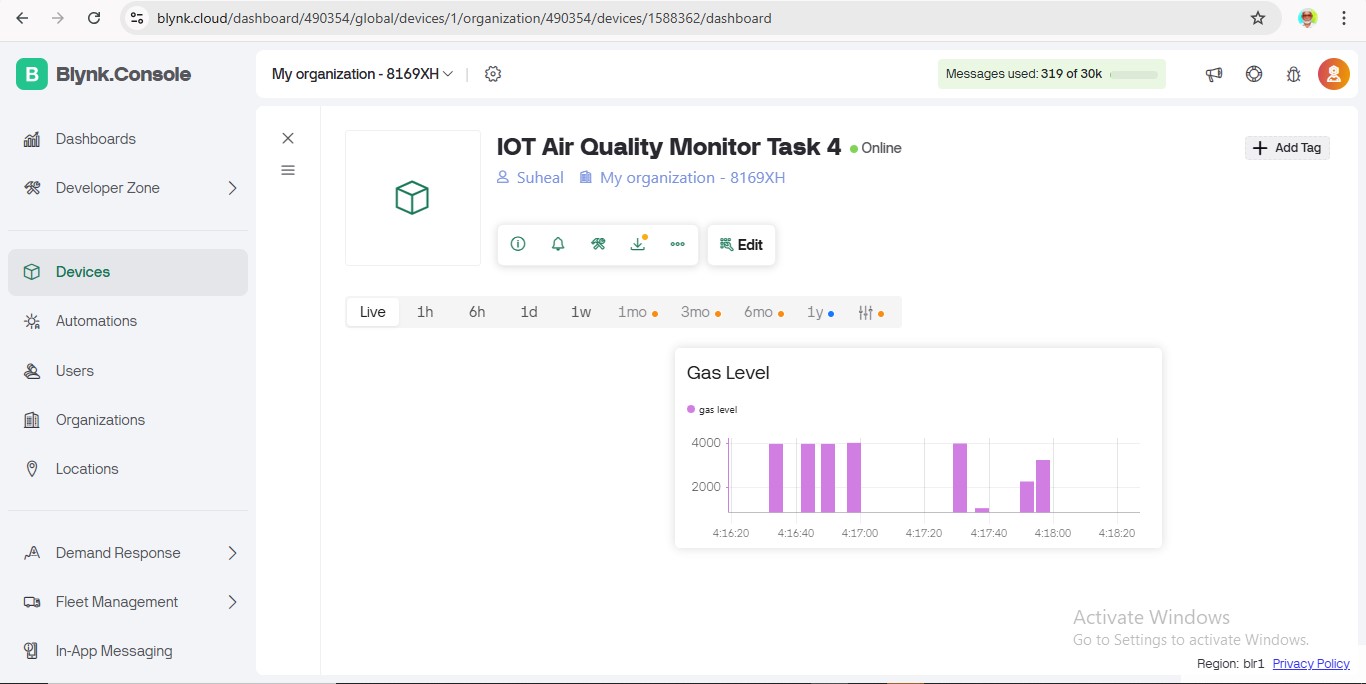 blynk.cloud/dashboard/490354/global/devices/1/organization/490354/devices/1588362/dashboard
B Blynk.Console
My organization - 8169XH
Messages used: 319 of 30k
Dashboards
Developer Zone
Devices
Automations
Users
Organizations
Locations
Demand Response
Fleet Management
In-App Messaging
IOT Air Quality Monitor Task 4 Online
Add Tag
Suheal My organization - 8169XH
Edit
Live 1h 6h 1d 1w 1mo 3mo 6mo 1y
Gas Level
gas level
4000
2000
4:16:20 4:16:40 4:17:00 4:17:20 4:17:40 4:18:00 4:18:20
Activate Windows
Go to Settings to activate Windows.
Region: blr1 Privacy Policy